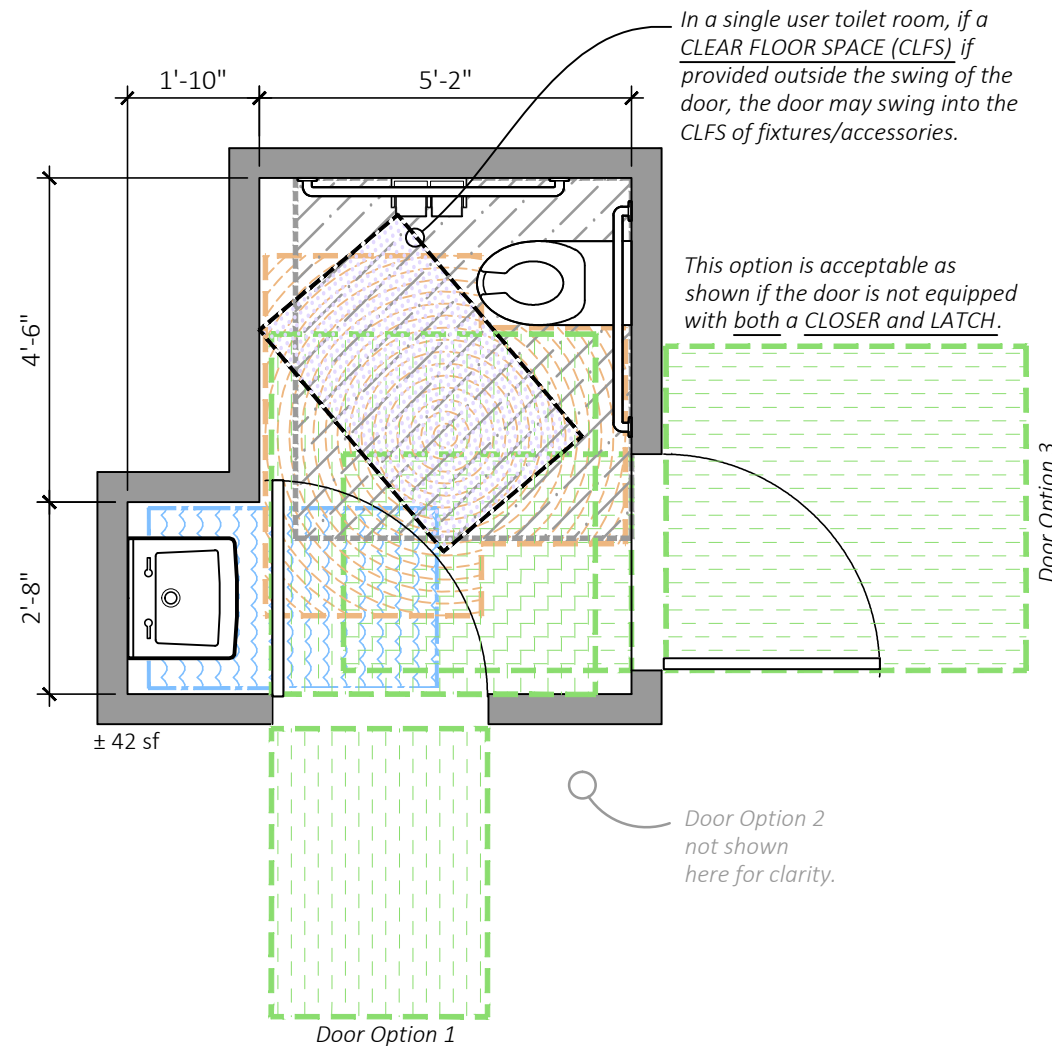 In a single user toilet room, if a
CLEAR FLOOR SPACE (CLFS) if
provided outside the swing of the
door, the door may swing into the
CLFS of fixtures/accessories.
1'-10"
5'-2"
4'-6"
This option is acceptable as
shown if the door is not equipped
with both a CLOSER and LATCH.
Door Option 3
2'-8"
± 42 sf
Door Option 2
not shown
here for clarity.
Door Option 1